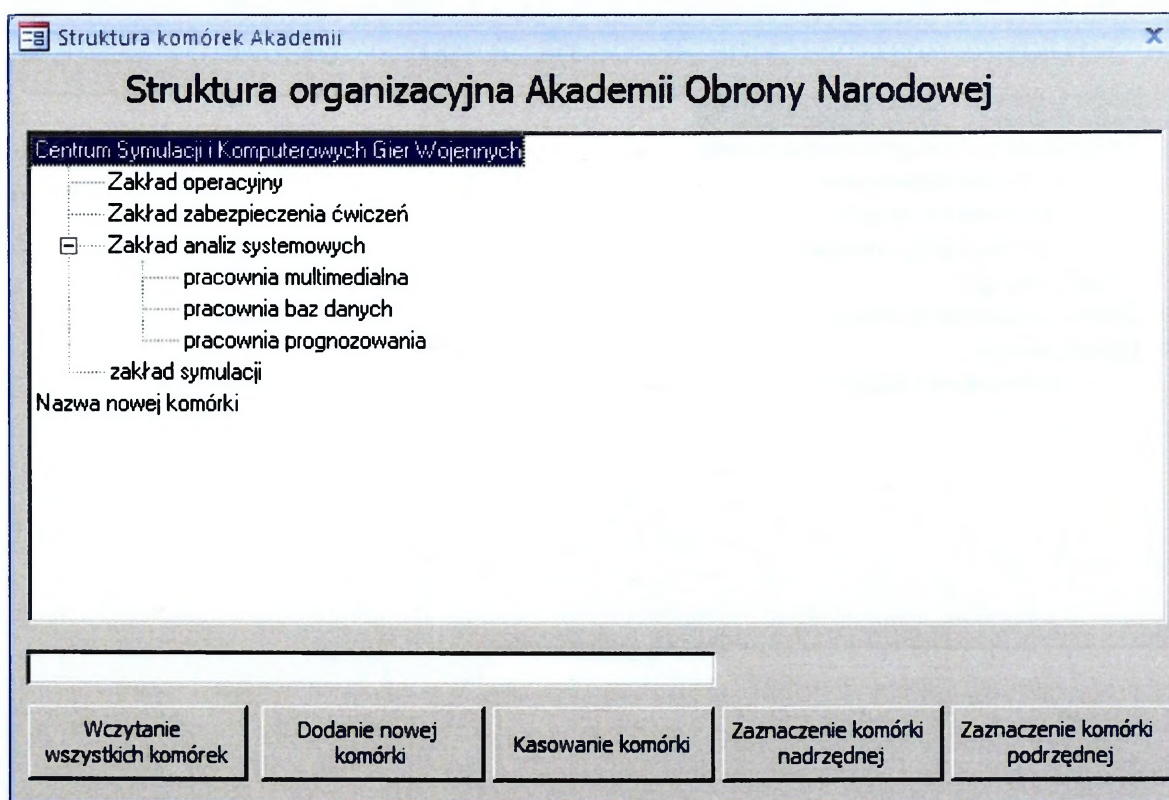 Struktura komórek Akademii
Struktura organizacyjna Akademii Obrony Narodowej
Centrum Symulacji i Komputerowych Gier Wojennych
Zakład operacyjny
Zakład zabezpieczenia ćwiczeń
Zakład analiz systemowych
pracownia multimedialna
pracownia baz danych
pracownia prognozowania
zakład symulacji
Nazwa nowej komórki
Wczytanie
wszystkich komórek
Dodanie nowej
komórki
Kasowanie komórki
Zaznaczenie komórki
nadrzędnej
Zaznaczenie komórki
podrzędnej